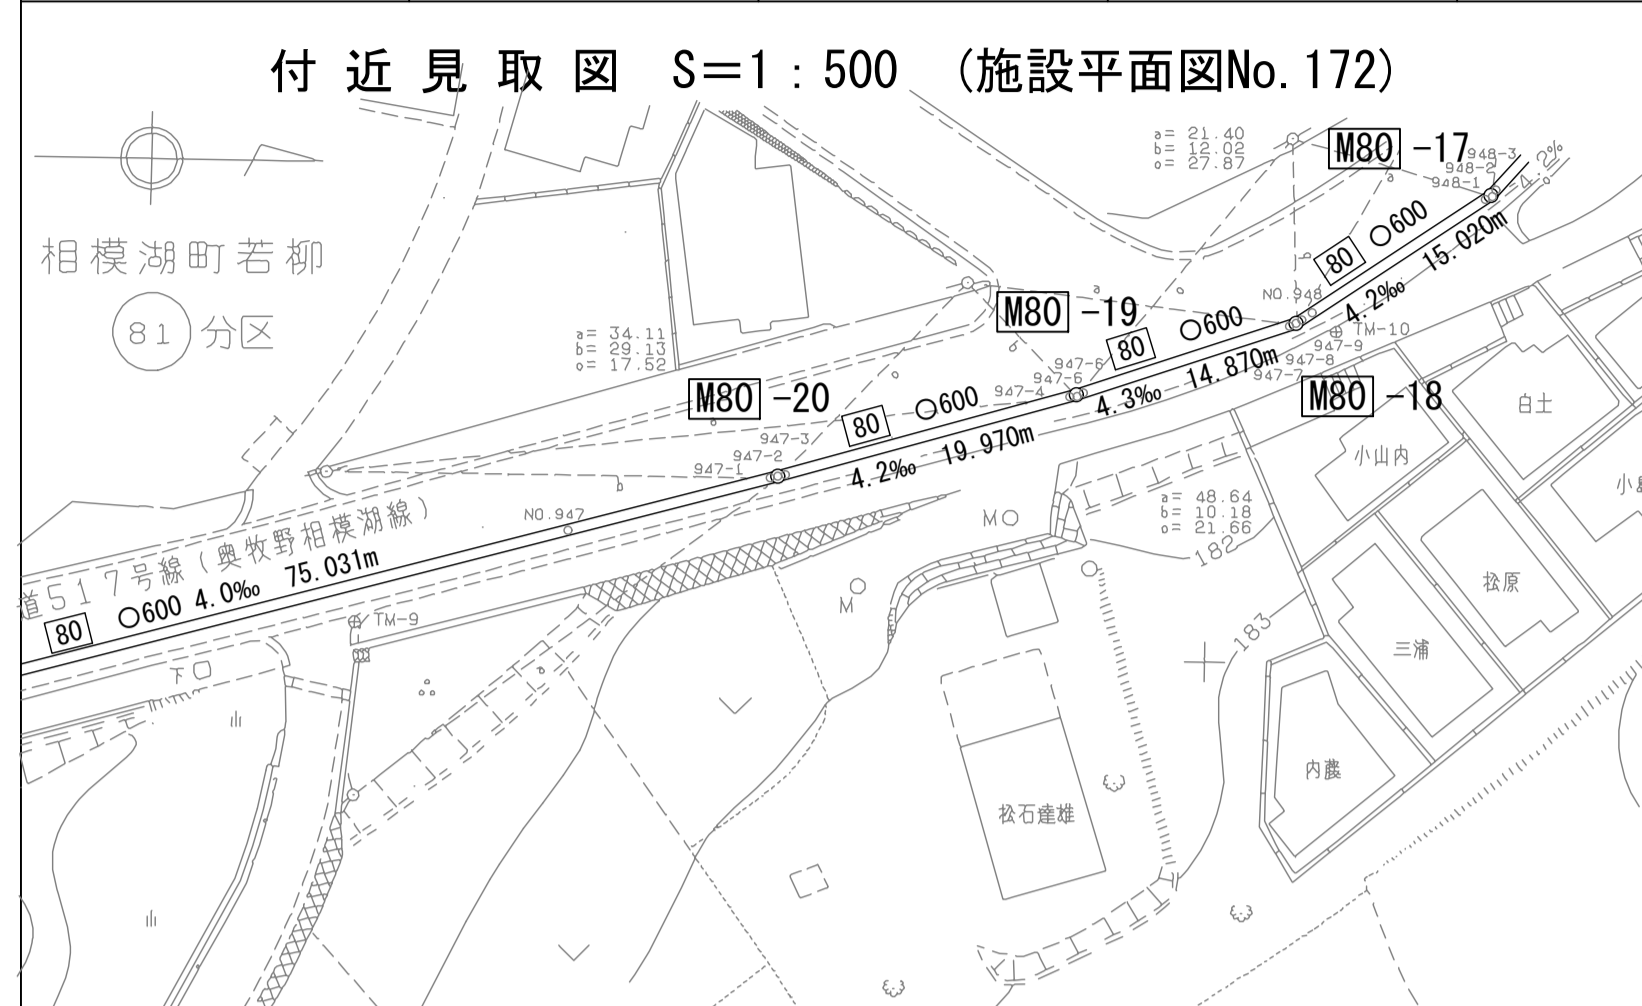 付近見取図 S=1:500 (施設平面図No.172)
a= 21.40
b= 12.02
o= 27.87
M80 -17
948-3
948-2
948-1
4.2‰
相模湖町若柳
81 分区
80 ○600
15.020m
4.2‰
NO.948
M80 -19
TM-10
947-9
947-8
947-7
a= 34.11
b= 29.13
o= 17.52
80 ○600
14.870m
4.3‰
947-6
947-4
M80 -18
M80 -20
80 ○600
19.970m
4.2‰
947-3
947-2
947-1
白土
小山内
a= 48.64
b= 10.18
o= 21.66
182
M
NO.947
道517号線(奥牧野相模湖線)
80 ○600 4.0‰ 75.031m
TM-9
M
松原
183
三浦
下
内藤
松石達雄